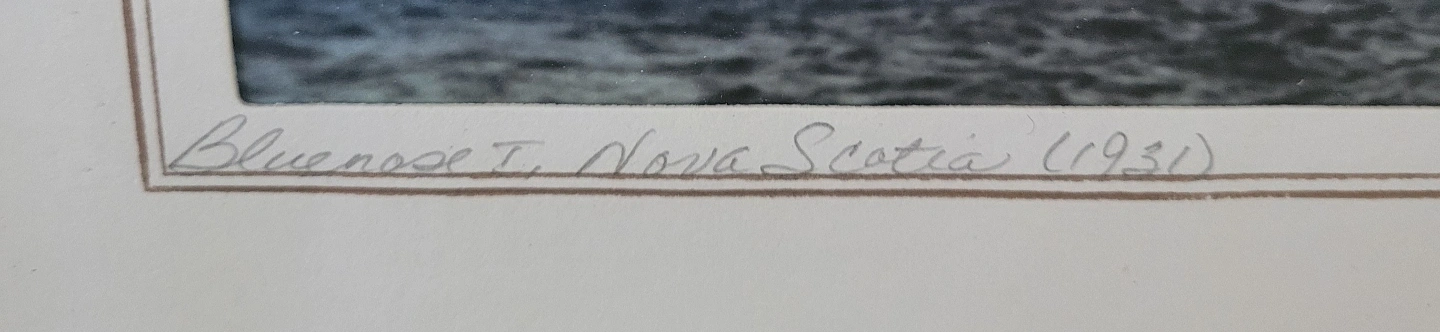 Bluenose I, Nova Scotia (1931)